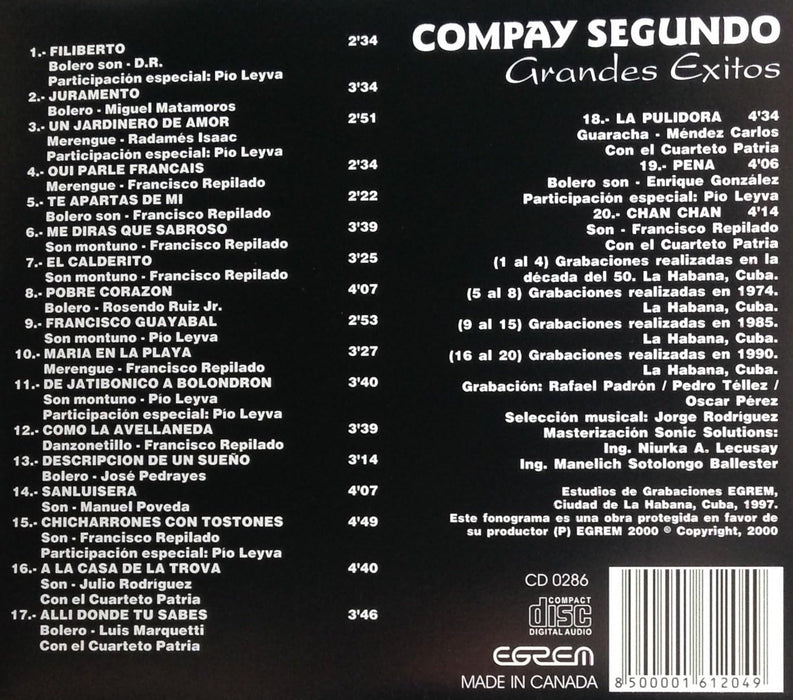 1.- FILIBERTO 2'34
Bolero son - D.R.
Participación especial: Pío Leyva
2.- JURAMENTO 3'34
Bolero - Miguel Matamoros
3.- UN JARDINERO DE AMOR 2'51
Merengue - Radamés Isaac
Participación especial: Pío Leyva
4.- OUI PARLE FRANCAIS 2'34
Merengue - Francisco Repilado
5.- TE APARTAS DE MI 2'22
Bolero son - Francisco Repilado
6.- ME DIRAS QUE SABROSO 3'39
Son montuno - Francisco Repilado
7.- EL CALDERITO 3'25
Son montuno - Francisco Repilado
8.- POBRE CORAZON 4'07
Bolero - Rosendo Ruiz Jr.
9.- FRANCISCO GUAYABAL 2'53
Son montuno - Pío Leyva
10.- MARIA EN LA PLAYA 3'27
Merengue - Francisco Repilado
11.- DE JATIBONICO A BOLONDRON 3'40
Son montuno - Pío Leyva
Participación especial: Pío Leyva
12.- COMO LA AVELLANEDA 3'39
Danzonetillo - Francisco Repilado
13.- DESCRIPCION DE UN SUEÑO 3'14
Bolero - José Pedrayes
14.- SANLUISERA 4'07
Son - Manuel Poveda
15.- CHICHARRONES CON TOSTONES 4'49
Son - Francisco Repilado
Participación especial: Pío Leyva
16.- A LA CASA DE LA TROVA 4'40
Son - Julio Rodríguez
Con el Cuarteto Patria
17.- ALLI DONDE TU SABES 3'46
Bolero - Luis Marquetti
Con el Cuarteto Patria
COMPAY SEGUNDO
Grandes Exitos
18.- LA PULIDORA 4'34
Guaracha - Méndez Carlos
Con el Cuarteto Patria
19.- PENA 4'06
Bolero son - Enrique González
Participación especial: Pío Leyva
20.- CHAN CHAN 4'14
Son - Francisco Repilado
Con el Cuarteto Patria
(1 al 4) Grabaciones realizadas en la
década del 50. La Habana, Cuba.
(5 al 8) Grabaciones realizadas en 1974.
La Habana, Cuba.
(9 al 15) Grabaciones realizadas en 1985.
La Habana, Cuba.
(16 al 20) Grabaciones realizadas en 1990.
La Habana, Cuba.
Grabación: Rafael Padrón / Pedro Téllez /
Oscar Pérez
Selección musical: Jorge Rodríguez
Masterización Sonic Solutions:
Ing. Niurka A. Lecusay
Ing. Manelich Sotolongo Ballester
Estudios de Grabaciones EGREM,
Ciudad de La Habana, Cuba, 1997.
Este fonograma es una obra protegida en favor de
su productor (P) EGREM 2000 © Copyright, 2000
CD 0286
COMPACT
disc
DIGITAL AUDIO
EGREM
MADE IN CANADA
8 500001 612049